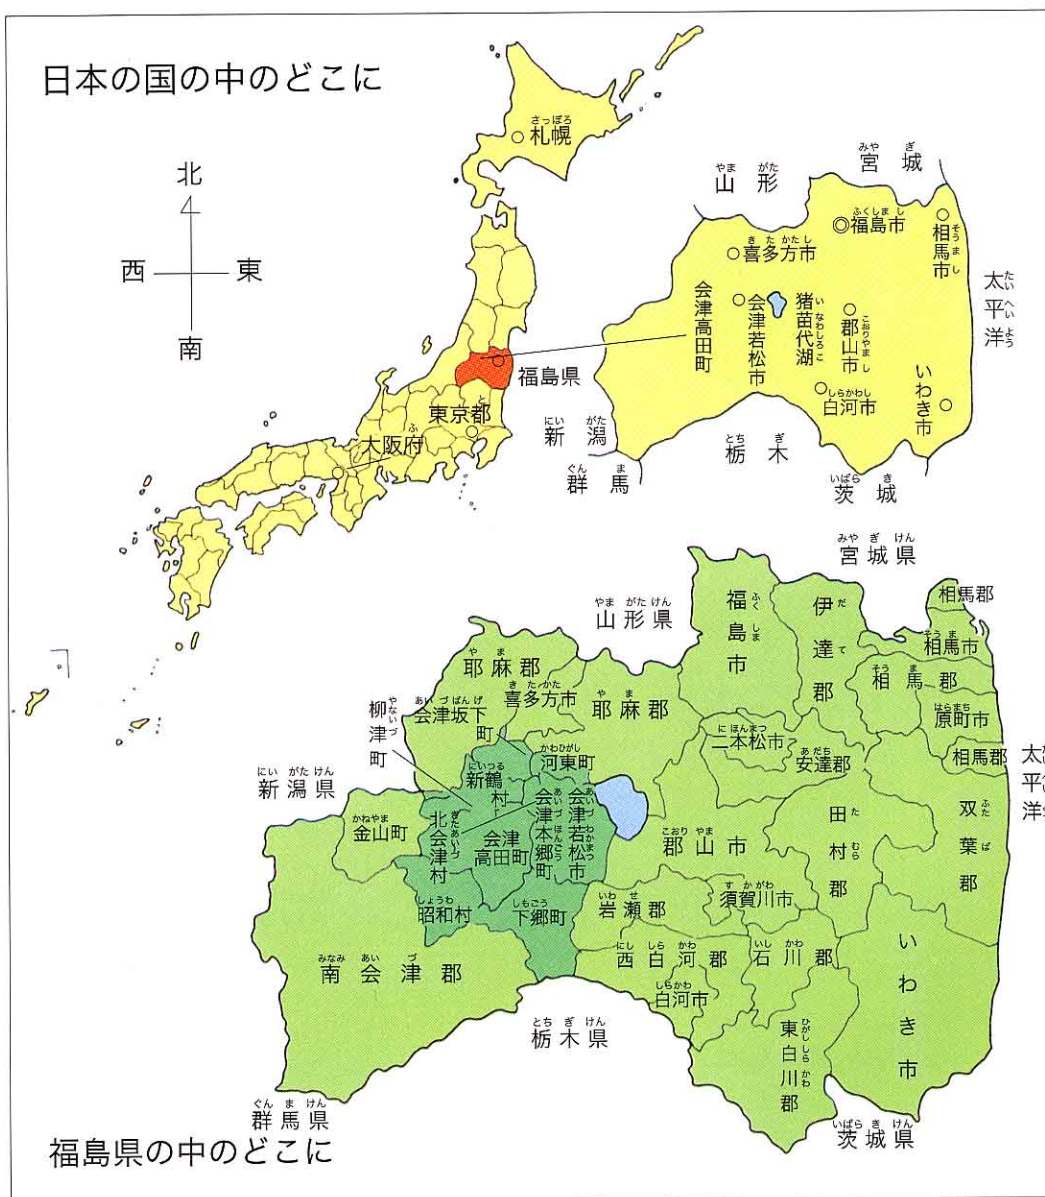 日本の国の中のどこに
北
西
東
南
さっぽろ
札幌
福島県
と
東京都
ふ
大阪府
みや ぎ
宮城
やま がた
山形
ふくしま し
福島市
そうまし
相馬市
きたかたし
喜多方市
会津高田町
会津若松市
いなわしろこ
猪苗代湖
こおりやまし
郡山市
しらかわし
白河市
いわき市
たいへいよう
太平洋
にい がた
新潟
ぐん ま
群馬
とち ぎ
栃木
いばら き
茨城
みや ぎ けん
宮城県
やま がた けん
山形県
ふくしま
福島市
だて
伊達郡
相馬郡
そうま
相馬市
そう ま
相馬郡
はらまち
原町市
相馬郡
太平洋
や ま
耶麻郡
きたかた
喜多方市
や ま
耶麻郡
あいづばんげ
会津坂下町
やないづ
柳津町
にほんまつ
二本松市
あだち
安達郡
かわひがし
河東町
にいつる
新鶴村
にい がた けん
新潟県
かねやま
金山町
きたあいづ
北会津村
会津
高田町
あいづほんごう
会津本郷町
あいづわかまつ
会津若松市
こおり やま
郡山市
たむら
田村郡
ふたば
双葉郡
しょうわ
昭和村
しもごう
下郷町
いわ せ
岩瀬郡
すかがわ
須賀川市
みなみ あい づ
南会津郡
にし しら かわ
西白河郡
しらかわ
白河市
いし かわ
石川郡
ひがし しら かわ
東白川郡
いわき市
とち ぎ けん
栃木県
ぐん ま けん
群馬県
いばら き けん
茨城県
福島県の中のどこに